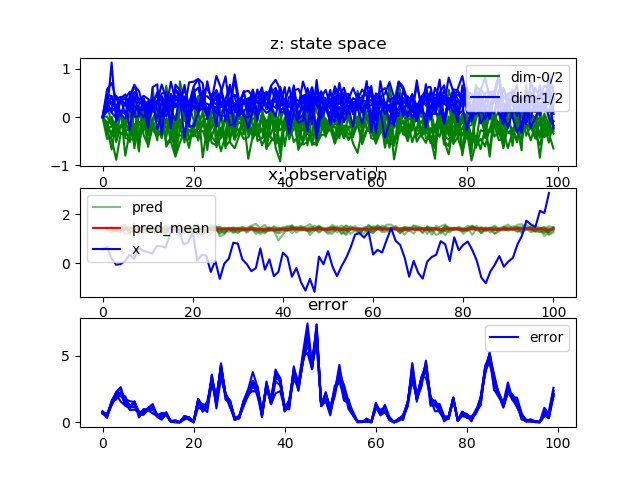 z: state space
1
0
−1
dim-0/2
dim-1/2
0
20
40
60
80
100
x: observation
2
0
pred
pred_mean
x
0
20
40
60
80
100
error
5
0
error
0
20
40
60
80
100